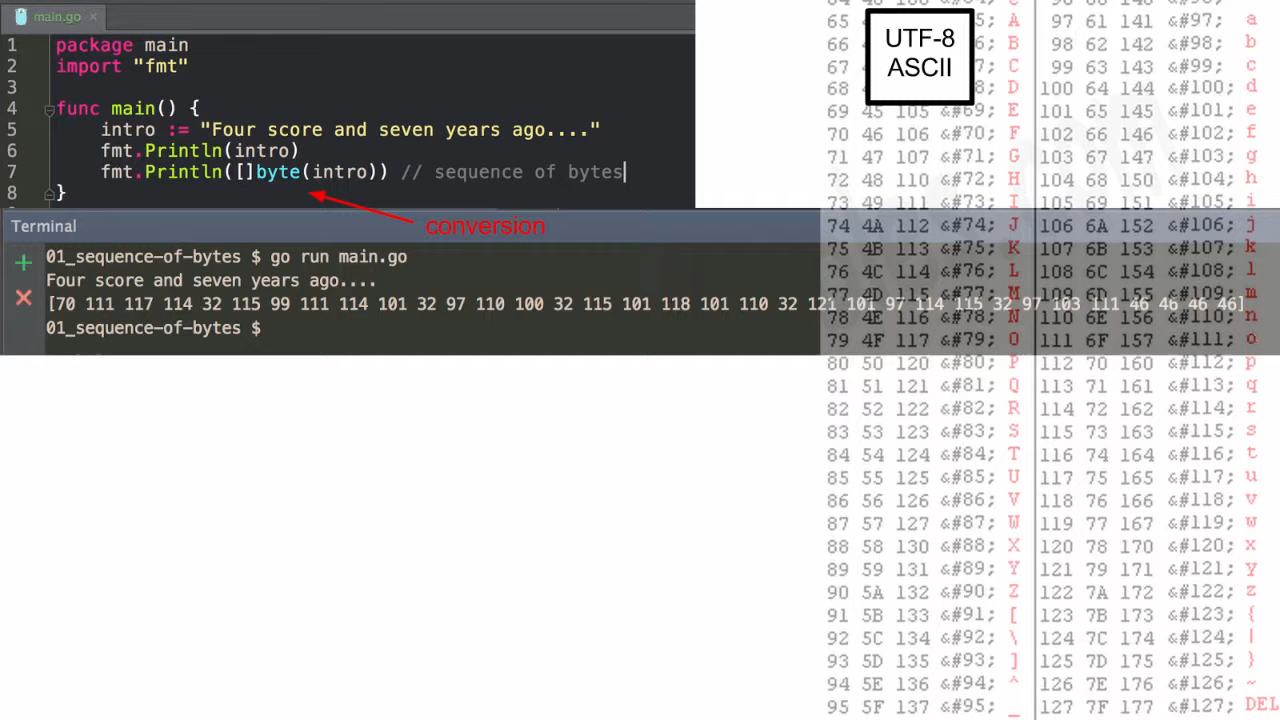 main.go ×
1 package main
2 import "fmt"
3
4 func main() {
5 intro := "Four score and seven years ago...."
6 fmt.Println(intro)
7 fmt.Println([]byte(intro)) // sequence of bytes
8 }
conversion
Terminal
01_sequence-of-bytes $ go run main.go
Four score and seven years ago....
[70 111 117 114 32 115 99 111 114 101 32 97 110 100 32 115 101 118 101 110 32 121 101 97 114 115 32 97 103 111 46 46 46 46]
01_sequence-of-bytes $
UTF-8
ASCII
65 A 97 61 141 &#97; a
66 B 98 62 142 &#98; b
67 C 99 63 143 &#99; c
68 D 100 64 144 &#100; d
69 45 105 &#69; E 101 65 145 &#101; e
70 46 106 &#70; F 102 66 146 &#102; f
71 47 107 &#71; G 103 67 147 &#103; g
72 48 110 &#72; H 104 68 150 &#104; h
73 49 111 &#73; I 105 69 151 &#105; i
74 4A 112 &#74; J 106 6A 152 &#106; j
75 4B 113 &#75; K 107 6B 153 &#107; k
76 4C 114 &#76; L 108 6C 154 &#108; l
77 4D 115 &#77; M 109 6D 155 &#109; m
78 4E 116 &#78; N 110 6E 156 &#110; n
79 4F 117 &#79; O 111 6F 157 &#111; o
80 50 120 &#80; P 112 70 160 &#112; p
81 51 121 &#81; Q 113 71 161 &#113; q
82 52 122 &#82; R 114 72 162 &#114; r
83 53 123 &#83; S 115 73 163 &#115; s
84 54 124 &#84; T 116 74 164 &#116; t
85 55 125 &#85; U 117 75 165 &#117; u
86 56 126 &#86; V 118 76 166 &#118; v
87 57 127 &#87; W 119 77 167 &#119; w
88 58 130 &#88; X 120 78 170 &#120; x
89 59 131 &#89; Y 121 79 171 &#121; y
90 5A 132 &#90; Z 122 7A 172 &#122; z
91 5B 133 &#91; [ 123 7B 173 &#123; {
92 5C 134 &#92; \ 124 7C 174 &#124; |
93 5D 135 &#93; ] 125 7D 175 &#125; }
94 5E 136 &#94; ^ 126 7E 176 &#126; ~
95 5F 137 &#95; _ 127 7F 177 &#127; DEL